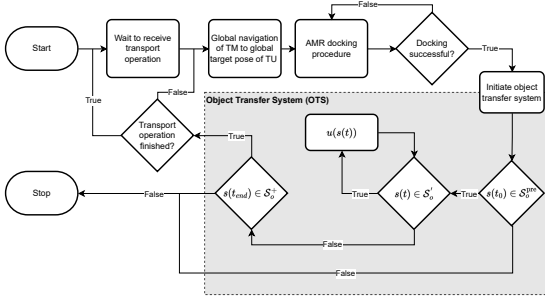 False
Start
Wait to receive
transport
operation
Global navigation
of TM to global
target pose of TU
AMR docking
procedure
Docking
successful?
True
Initiate object
transfer system
True
False
Object Transfer System (OTS)
Transport
operation
finished?
True
u(s(t))
Stop
False
s(t_{end}) ∈ S_o^+
s(t) ∈ S_o^'
True
True
s(t_0) ∈ S_o^{pre}
False
False